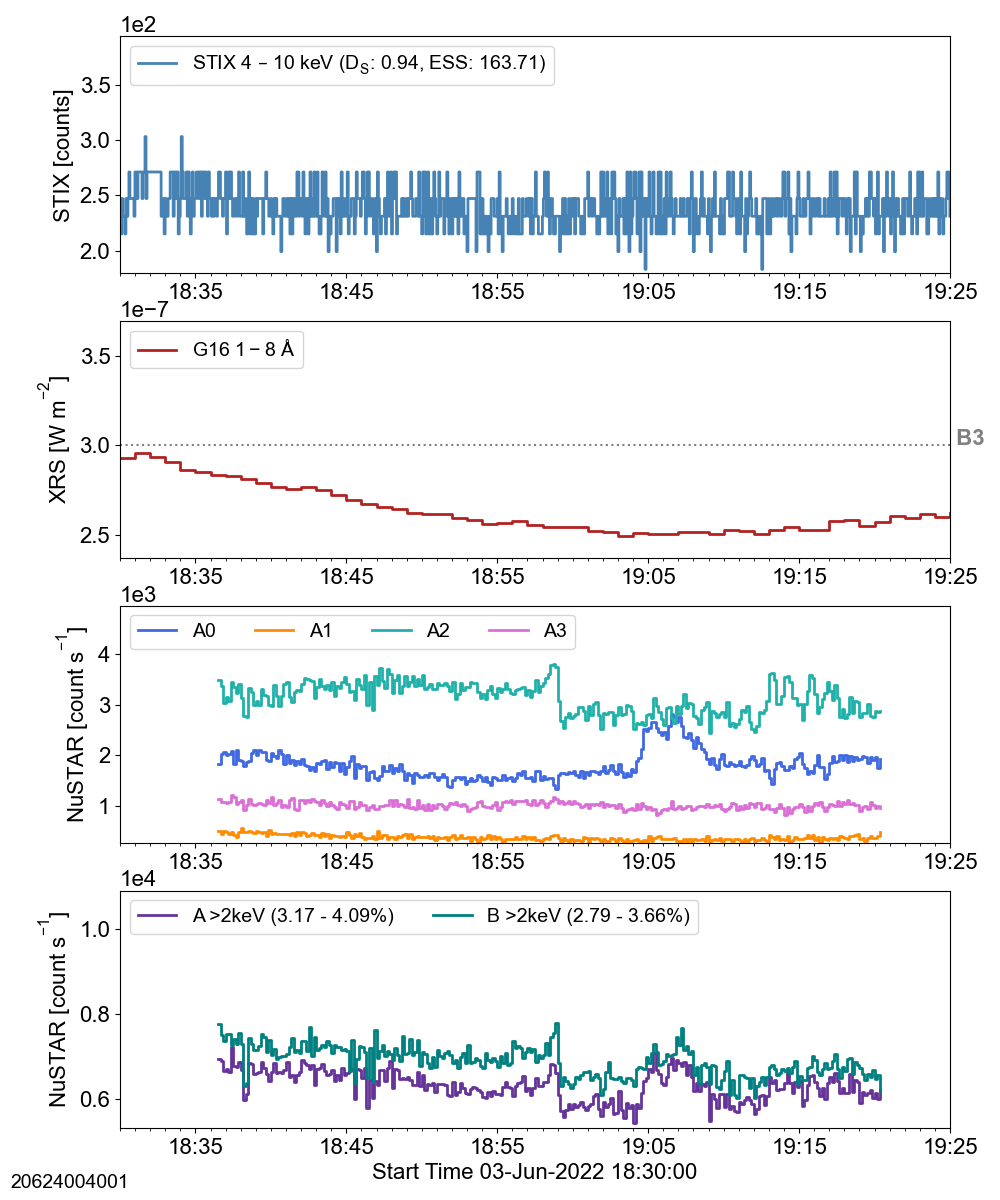 1e2
STIX 4 – 10 keV (D_S: 0.94, ESS: 163.71)
STIX [counts]
3.5
3.0
2.5
2.0
18:35 18:45 18:55 19:05 19:15 19:25
1e−7
G16 1 – 8 Å
XRS [W m⁻²]
3.5
3.0
2.5
B3
18:35 18:45 18:55 19:05 19:15 19:25
1e3
A0 A1 A2 A3
NuSTAR [count s⁻¹]
4
3
2
1
18:35 18:45 18:55 19:05 19:15 19:25
1e4
A >2keV (3.17 - 4.09%) B >2keV (2.79 - 3.66%)
NuSTAR [count s⁻¹]
1.0
0.8
0.6
18:35 18:45 18:55 19:05 19:15 19:25
Start Time 03-Jun-2022 18:30:00
20624004001